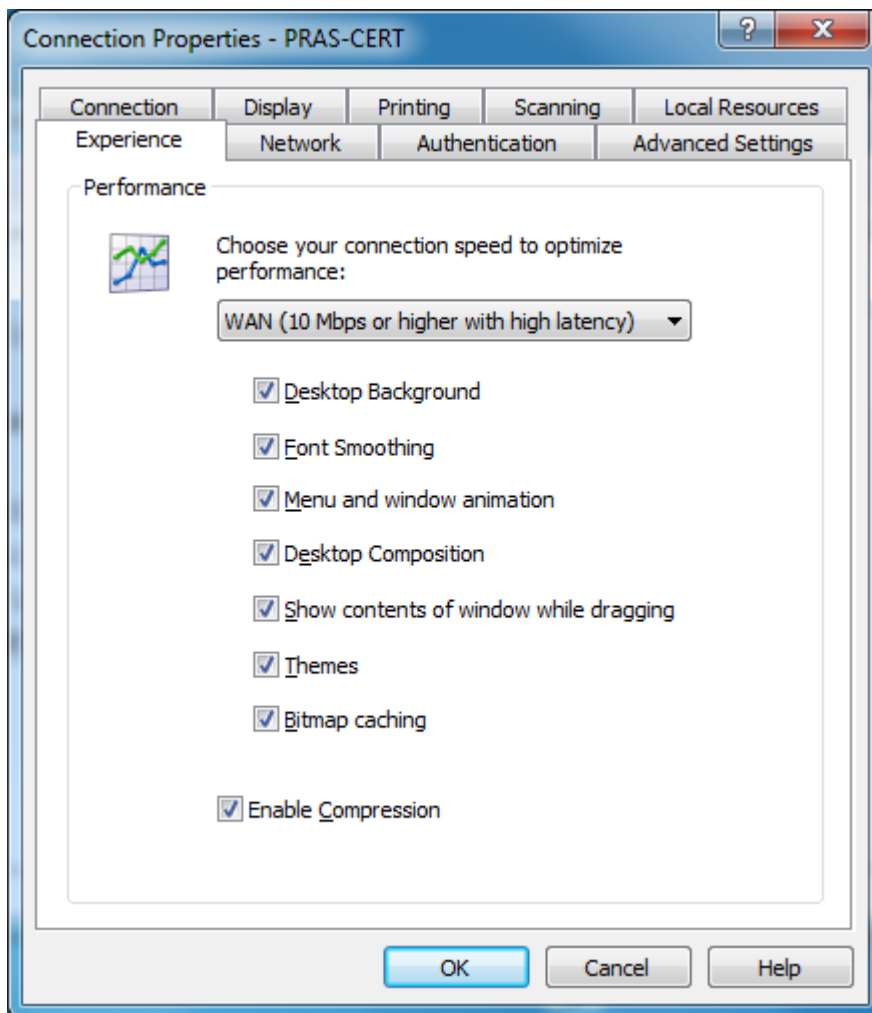 Connection Properties - PRAS-CERT
?
Connection Display Printing Scanning Local Resources
Experience Network Authentication Advanced Settings
Performance
Choose your connection speed to optimize
performance:
WAN (10 Mbps or higher with high latency)
Desktop Background
Font Smoothing
Menu and window animation
Desktop Composition
Show contents of window while dragging
Themes
Bitmap caching
Enable Compression
OK Cancel Help